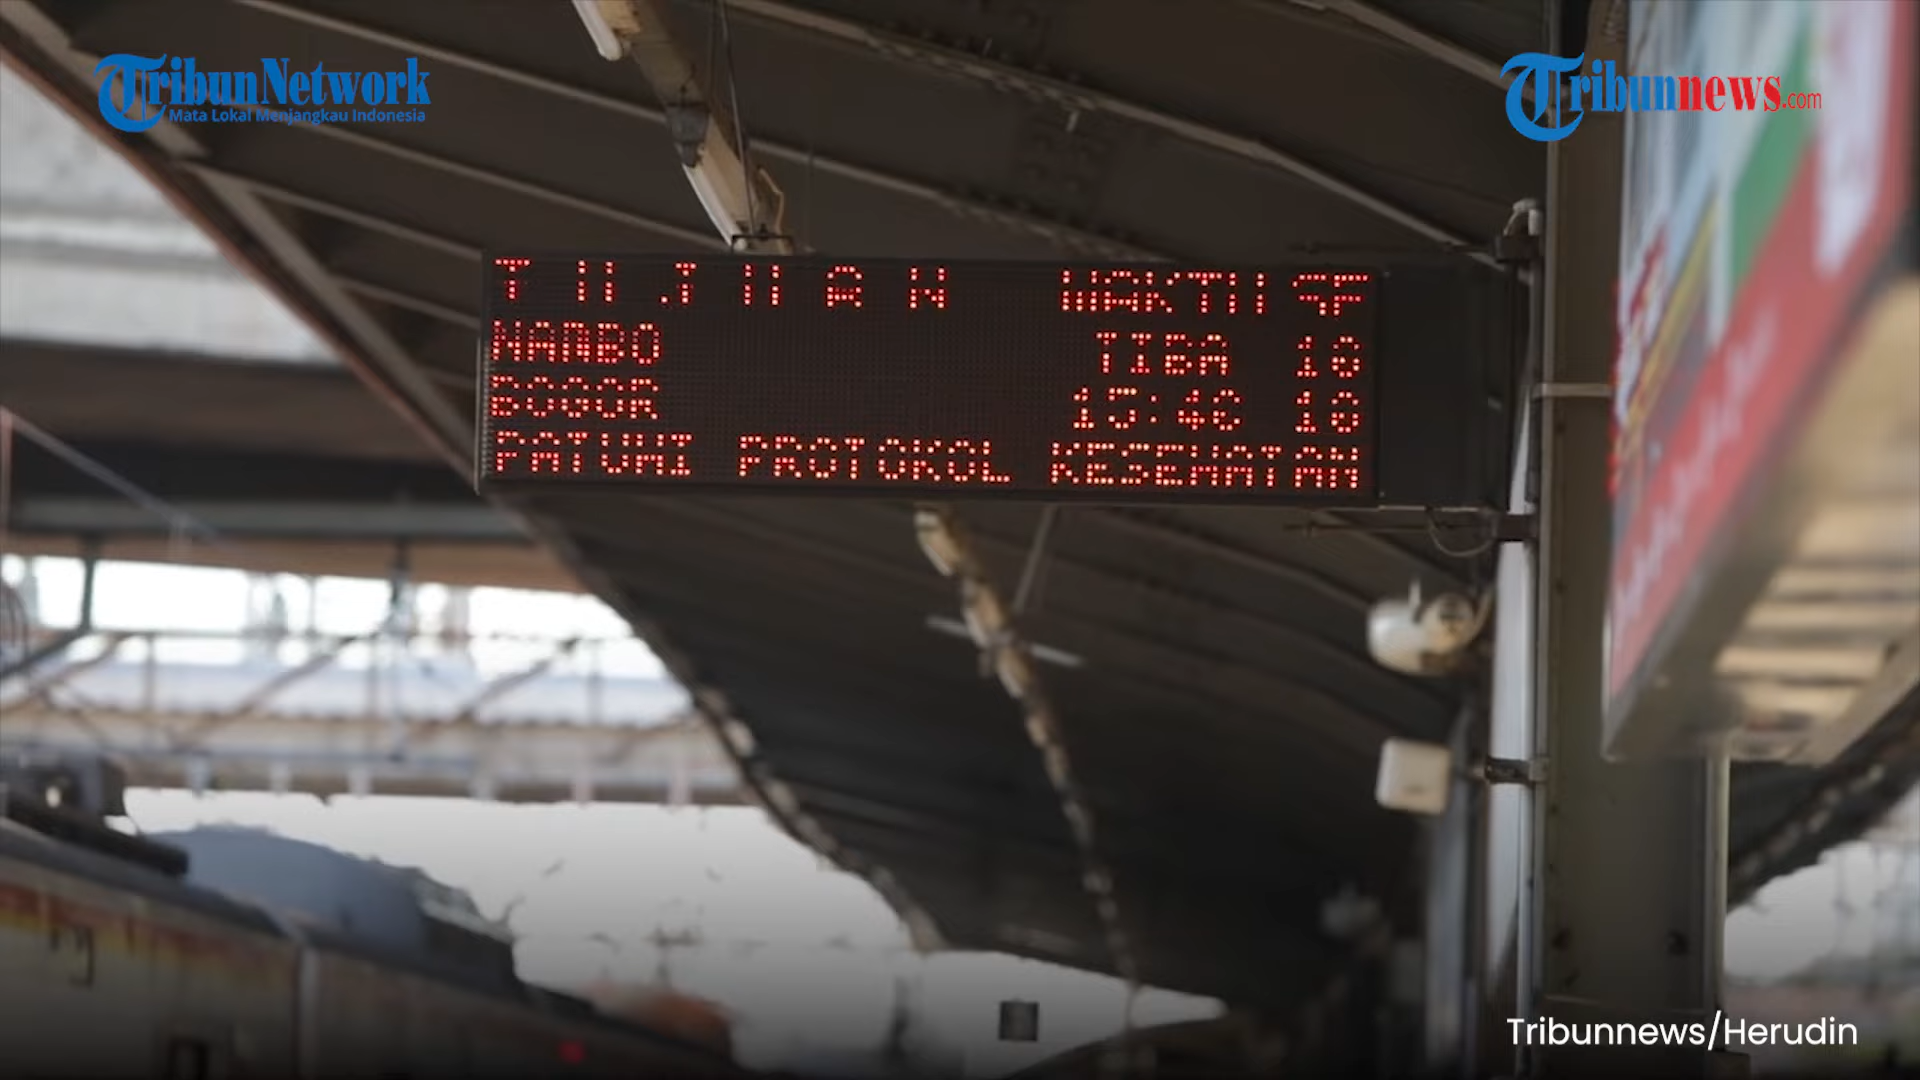 TribunNetwork
Mata Lokal Menjangkau Indonesia
Tribunnews.com
TUJUAN WAKTU SF
NAMBO TIBA 10
BOGOR 15:46 10
PATUHI PROTOKOL KESEHATAN
Tribunnews/Herudin